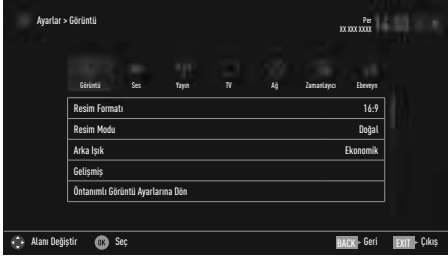 Ayarlar > Görüntü
Per
XX XXX XXXX
Görüntü Ses Yayın TV Ağ Zamanlayıcı Ebeveyn
Resim Formatı 16:9
Resim Modu Doğal
Arka Işık Ekonomik
Gelişmiş
Öntanımlı Görüntü Ayarlarına Dön
Alanı Değiştir OK Seç BACK Geri EXIT Çıkış